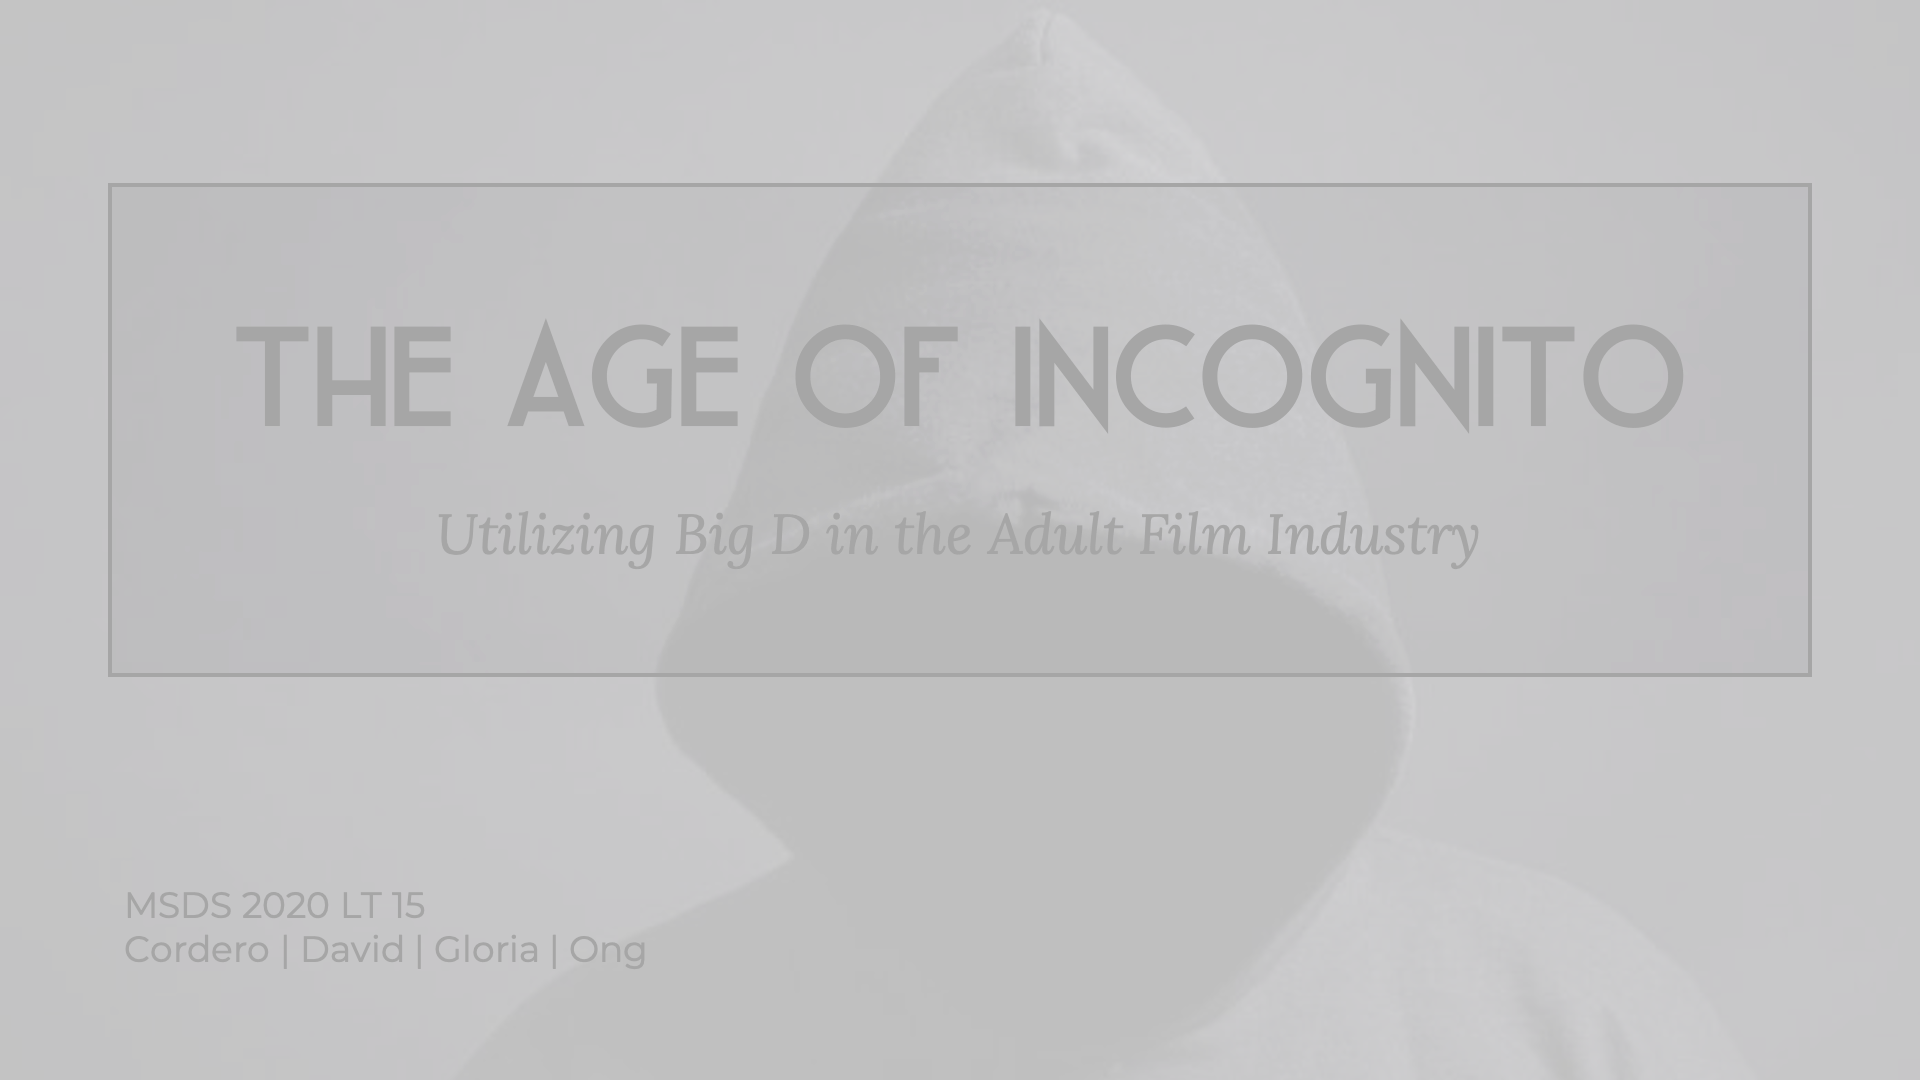 THE AGE OF INCOGNITO
Utilizing Big D in the Adult Film Industry
MSDS 2020 LT 15
Cordero | David | Gloria | Ong